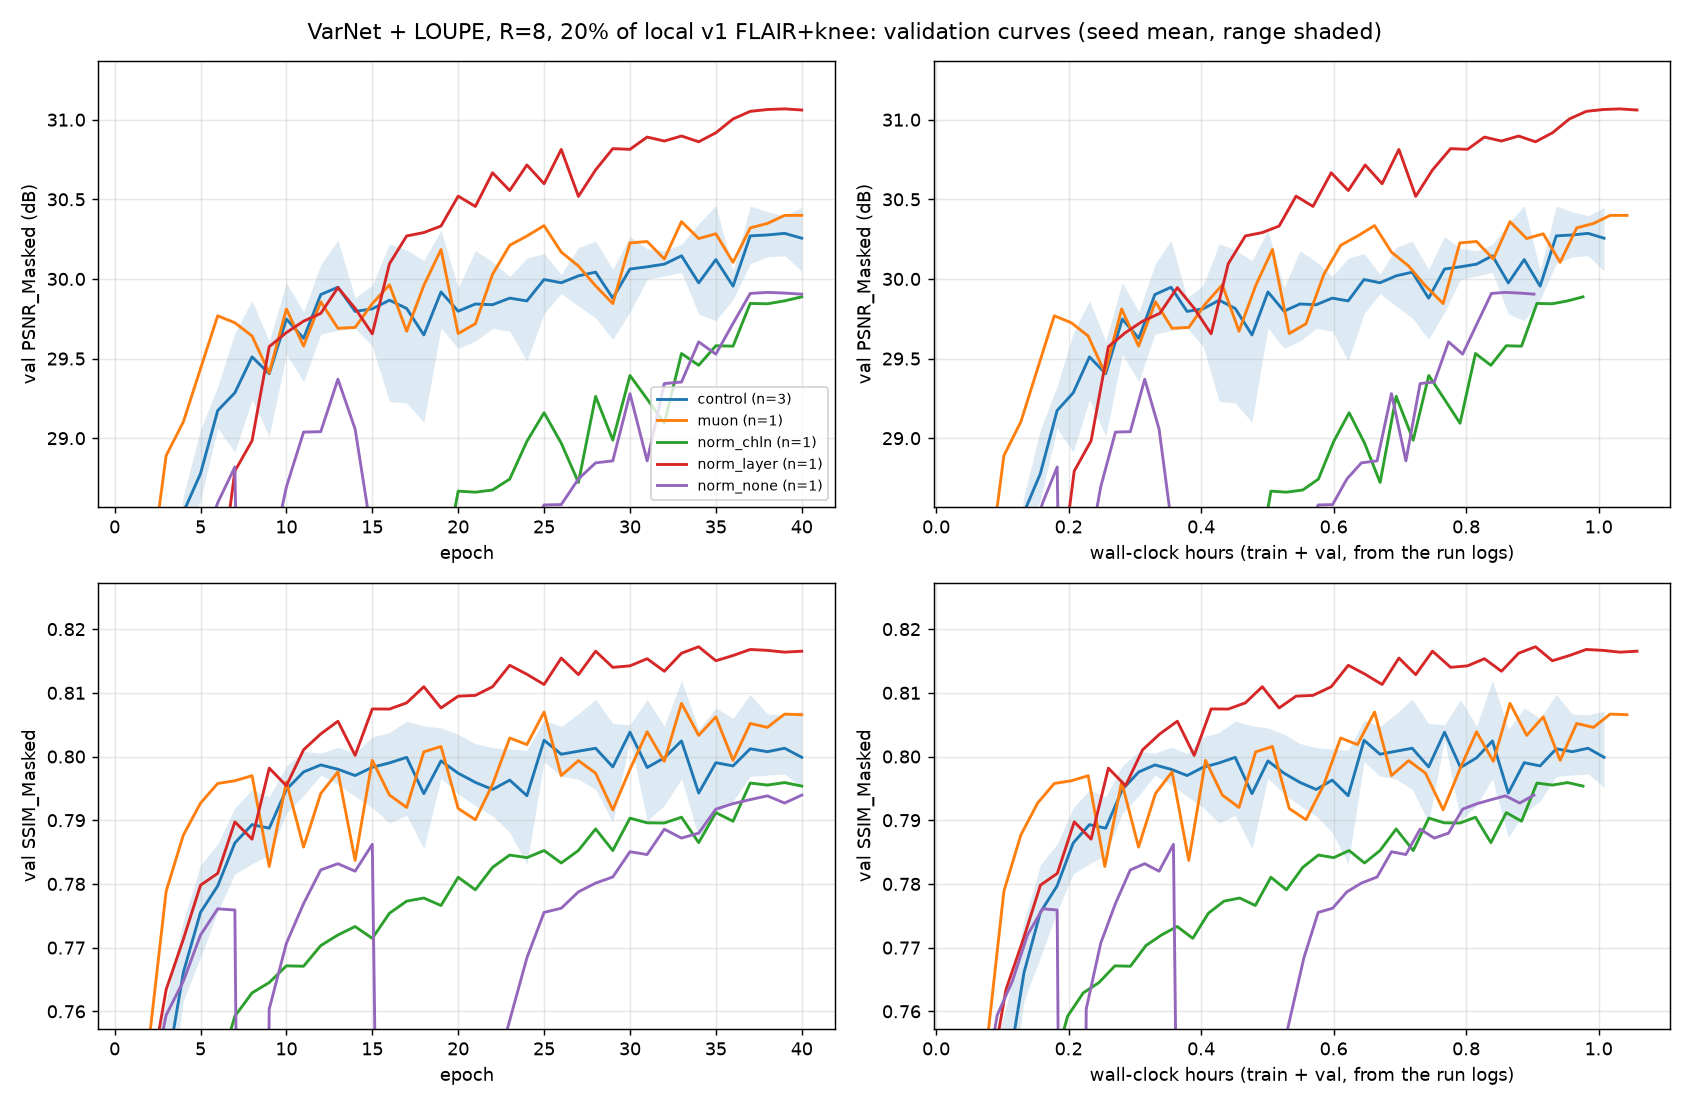 VarNet + LOUPE, R=8, 20% of local v1 FLAIR+knee: validation curves (seed mean, range shaded)
val PSNR_Masked (dB)
31.0
30.5
30.0
29.5
29.0
control (n=3)
muon (n=1)
norm_chln (n=1)
norm_layer (n=1)
norm_none (n=1)
0 5 10 15 20 25 30 35 40
epoch
val PSNR_Masked (dB)
31.0
30.5
30.0
29.5
29.0
0.0 0.2 0.4 0.6 0.8 1.0
wall-clock hours (train + val, from the run logs)
val SSIM_Masked
0.82
0.81
0.80
0.79
0.78
0.77
0.76
0 5 10 15 20 25 30 35 40
epoch
val SSIM_Masked
0.82
0.81
0.80
0.79
0.78
0.77
0.76
0.0 0.2 0.4 0.6 0.8 1.0
wall-clock hours (train + val, from the run logs)